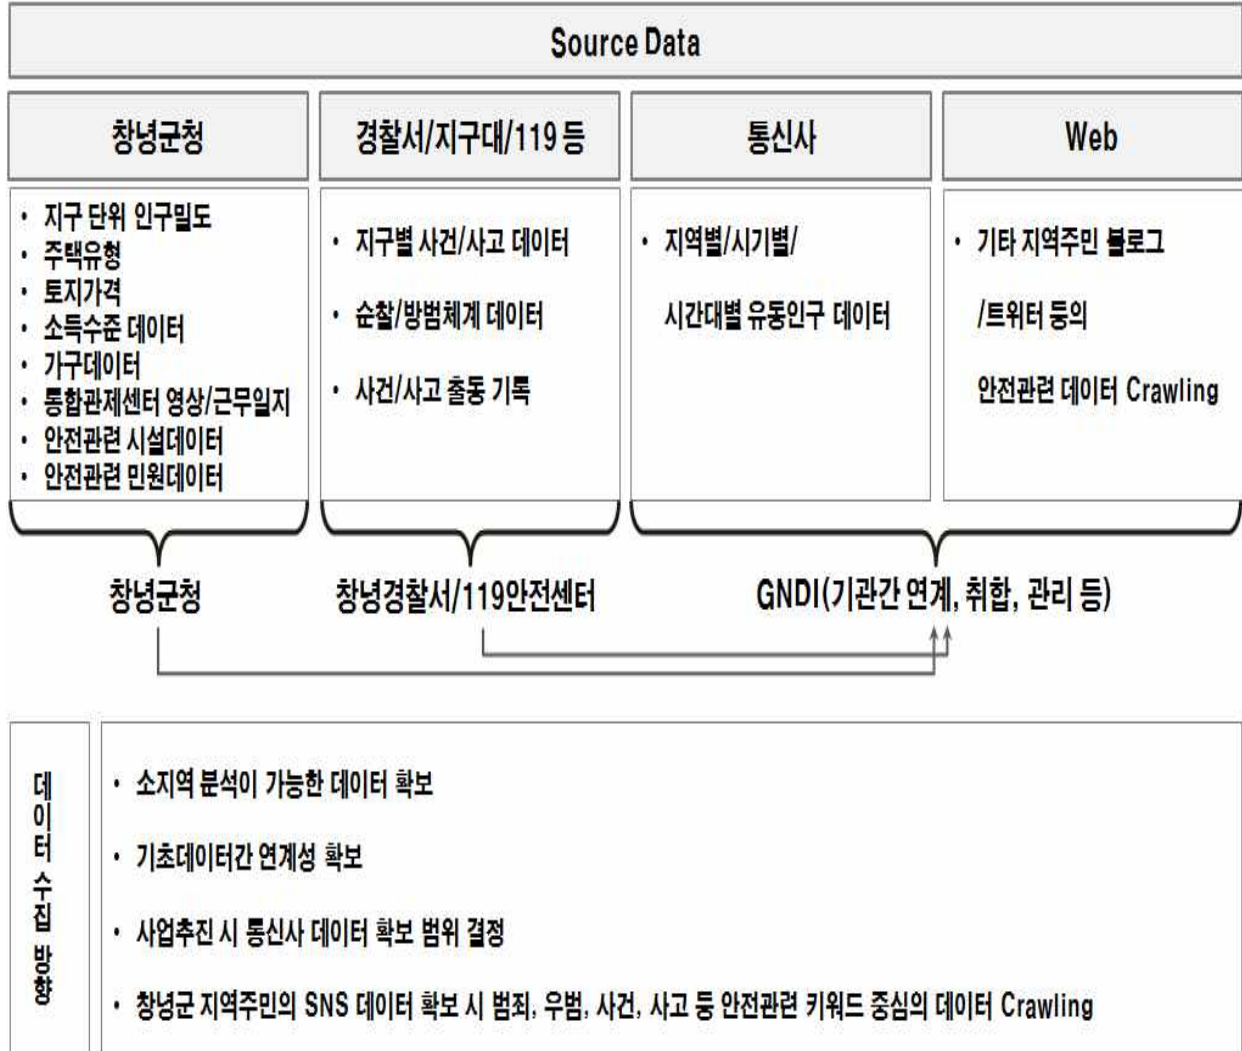 Source Data
창녕군청
경찰서/지구대/119 등
통신사
Web
• 지구 단위 인구밀도
• 주택유형
• 토지가격
• 소득수준 데이터
• 가구데이터
• 통합관제센터 영상/근무일지
• 안전관련 시설데이터
• 안전관련 민원데이터
• 지구별 사건/사고 데이터
• 순찰/방범체계 데이터
• 사건/사고 출동 기록
• 지역별/시기별/
시간대별 유동인구 데이터
• 기타 지역주민 블로그
/트위터 등의
안전관련 데이터 Crawling
창녕군청
창녕경찰서/119안전센터
GNDI(기관간 연계, 취합, 관리 등)
데이터 수집 방향
• 소지역 분석이 가능한 데이터 확보
• 기초데이터간 연계성 확보
• 사업추진 시 통신사 데이터 확보 범위 결정
• 창녕군 지역주민의 SNS 데이터 확보 시 범죄, 우범, 사건, 사고 등 안전관련 키워드 중심의 데이터 Crawling